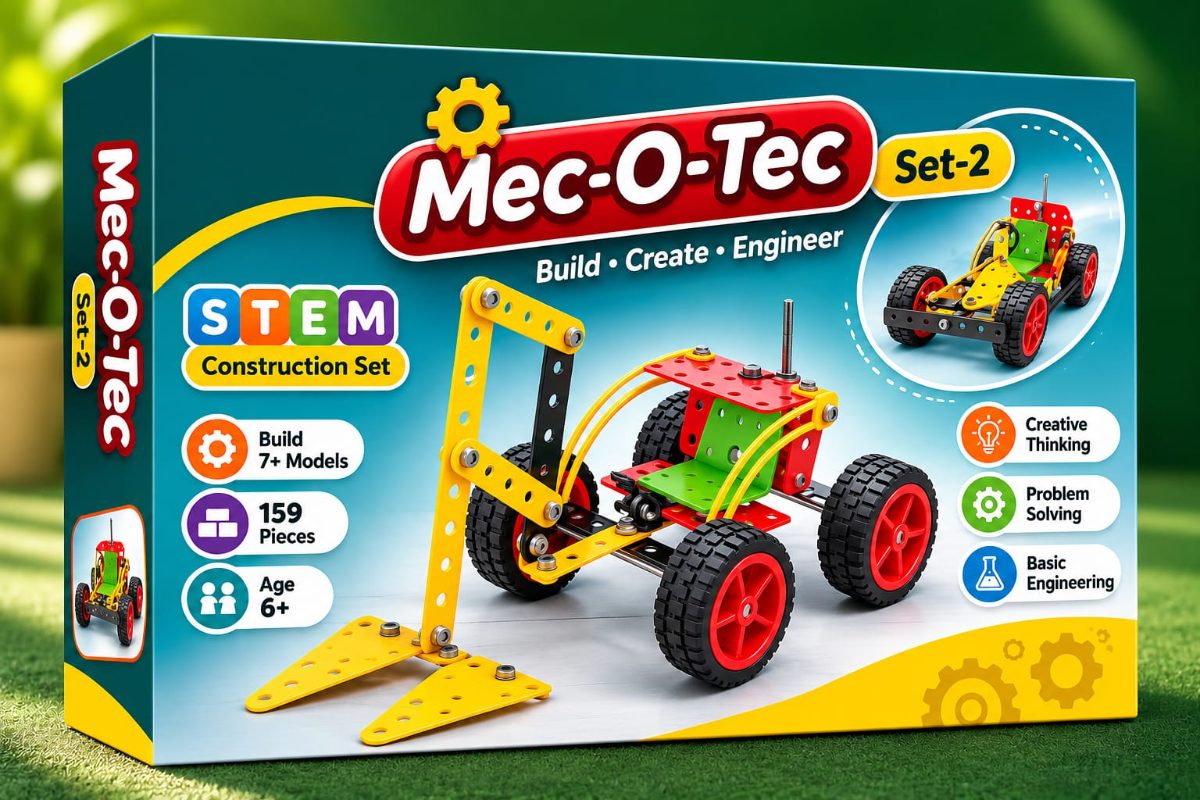 Mec-O-Tec
Set-2
Mec-O-Tec
Set-2
Build • Create • Engineer
STEM
Construction Set
Build
7+ Models
159
Pieces
Age
6+
Creative
Thinking
Problem
Solving
Basic
Engineering